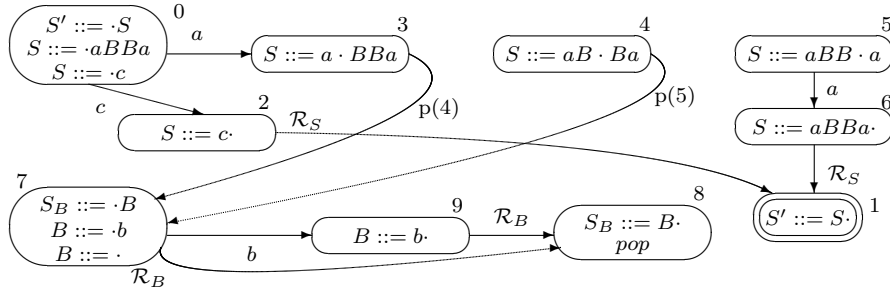 0
S' ::= ·S
S ::= ·aBBa
S ::= ·c
a
3
S ::= a · BBa
4
S ::= aB · Ba
5
S ::= aBB · a
c
p(4)
p(5)
a
2
S ::= c·
ℛ_S
6
S ::= aBBa·
ℛ_S
7
S_B ::= ·B
B ::= ·b
B ::= ·
ℛ_B
b
9
B ::= b·
ℛ_B
8
S_B ::= B·
pop
1
S' ::= S·